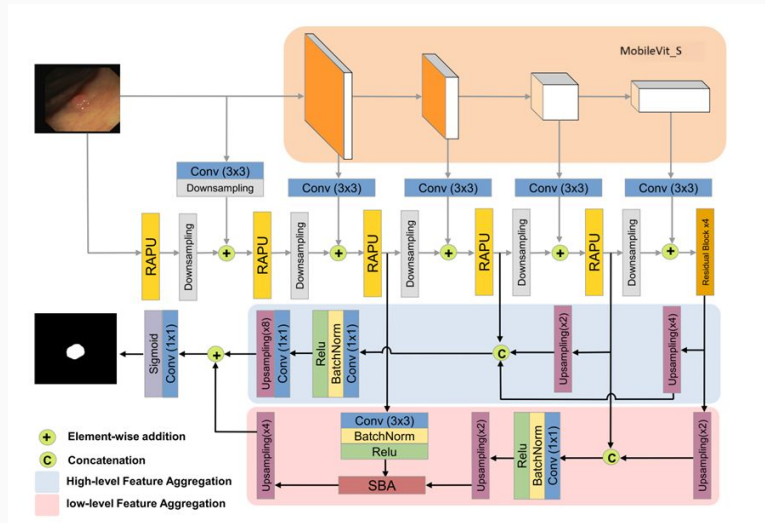 MobileVit_S
Conv (3x3)
Downsampling
Conv (3x3)
Conv (3x3)
Conv (3x3)
Conv (3x3)
RAPU
Downsampling
+
RAPU
Downsampling
+
RAPU
Downsampling
+
RAPU
Downsampling
+
RAPU
Downsampling
+
Residual Block x4
Sigmoid
Conv (1x1)
+
Upsampling(x8)
Conv (1x1)
Relu
BatchNorm
Conv (1x1)
C
Upsampling(x2)
Upsampling(x4)
Upsampling(x4)
Conv (3x3)
BatchNorm
Relu
SBA
Upsampling(x2)
Relu
BatchNorm
Conv (1x1)
C
Upsampling(x2)
+ Element-wise addition
C Concatenation
High-level Feature Aggregation
low-level Feature Aggregation